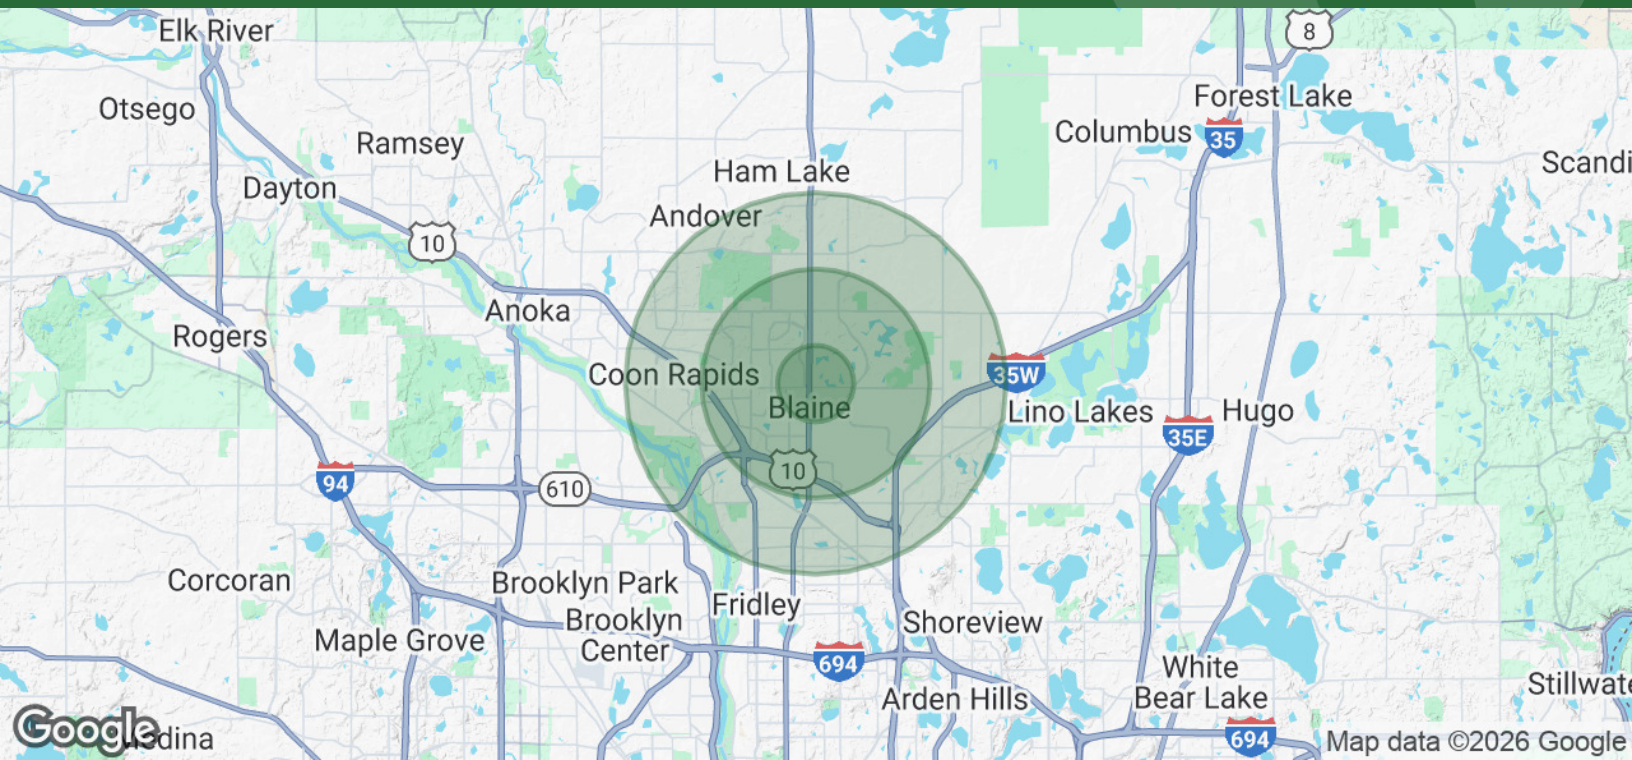 Elk River
8
Otsego
Forest Lake
Columbus
35
Ramsey
Scandi
Ham Lake
Dayton
Andover
10
Anoka
Rogers
Coon Rapids
35W
Blaine
Lino Lakes
Hugo
35E
10
94
610
Corcoran
Brooklyn Park
Fridley
Brooklyn
Center
Shoreview
Maple Grove
694
White
Bear Lake
Arden Hills
Stillwate
Google
edina
694
Map data ©2026 Google